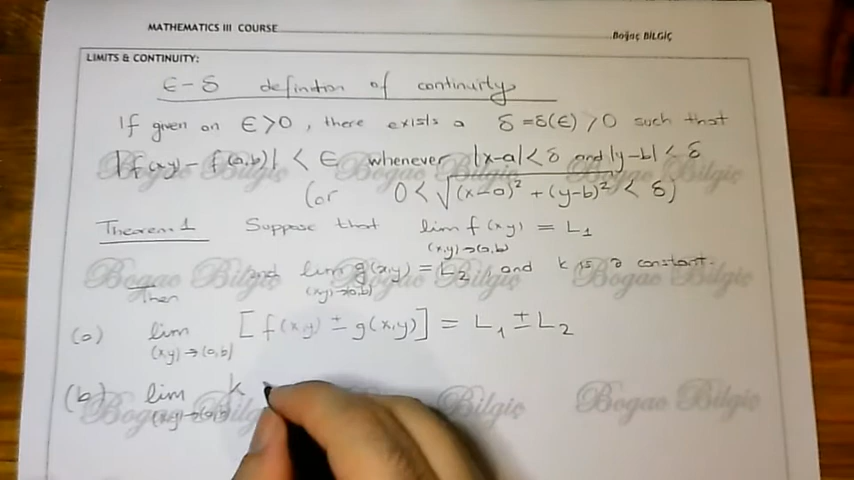 MATHEMATICS III COURSE
Boğaç BİLGİÇ
LIMITS & CONTINUITY:
ϵ-δ definition of continuity
If given an ϵ>0, there exists a δ=δ(ϵ)>0 such that
|f(x,y)-f(a,b)| < ϵ whenever |x-a|<δ and |y-b|<δ
(or 0<√(x-a)²+(y-b)² < δ)
Theorem 1 Suppose that lim f(x,y) = L₁
(x,y)→(a,b)
and lim g(x,y) = L₂ and k is a constant.
(x,y)→(a,b)
Then
(a) lim [f(x,y) ± g(x,y)] = L₁ ± L₂
(x,y)→(a,b)
(b) lim k
(x,y)→(a,b)